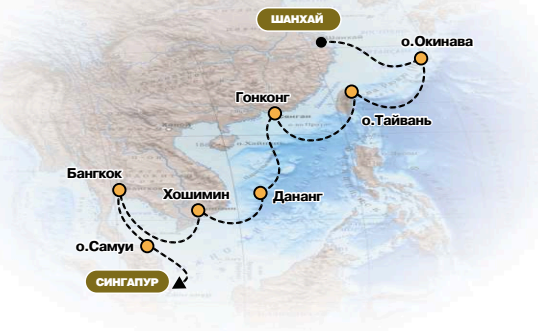 ШАНХАЙ
о.Окинава
Гонконг
о.Тайвань
Бангкок
Хошимин
Дананг
о.Самуи
СИНГАПУР